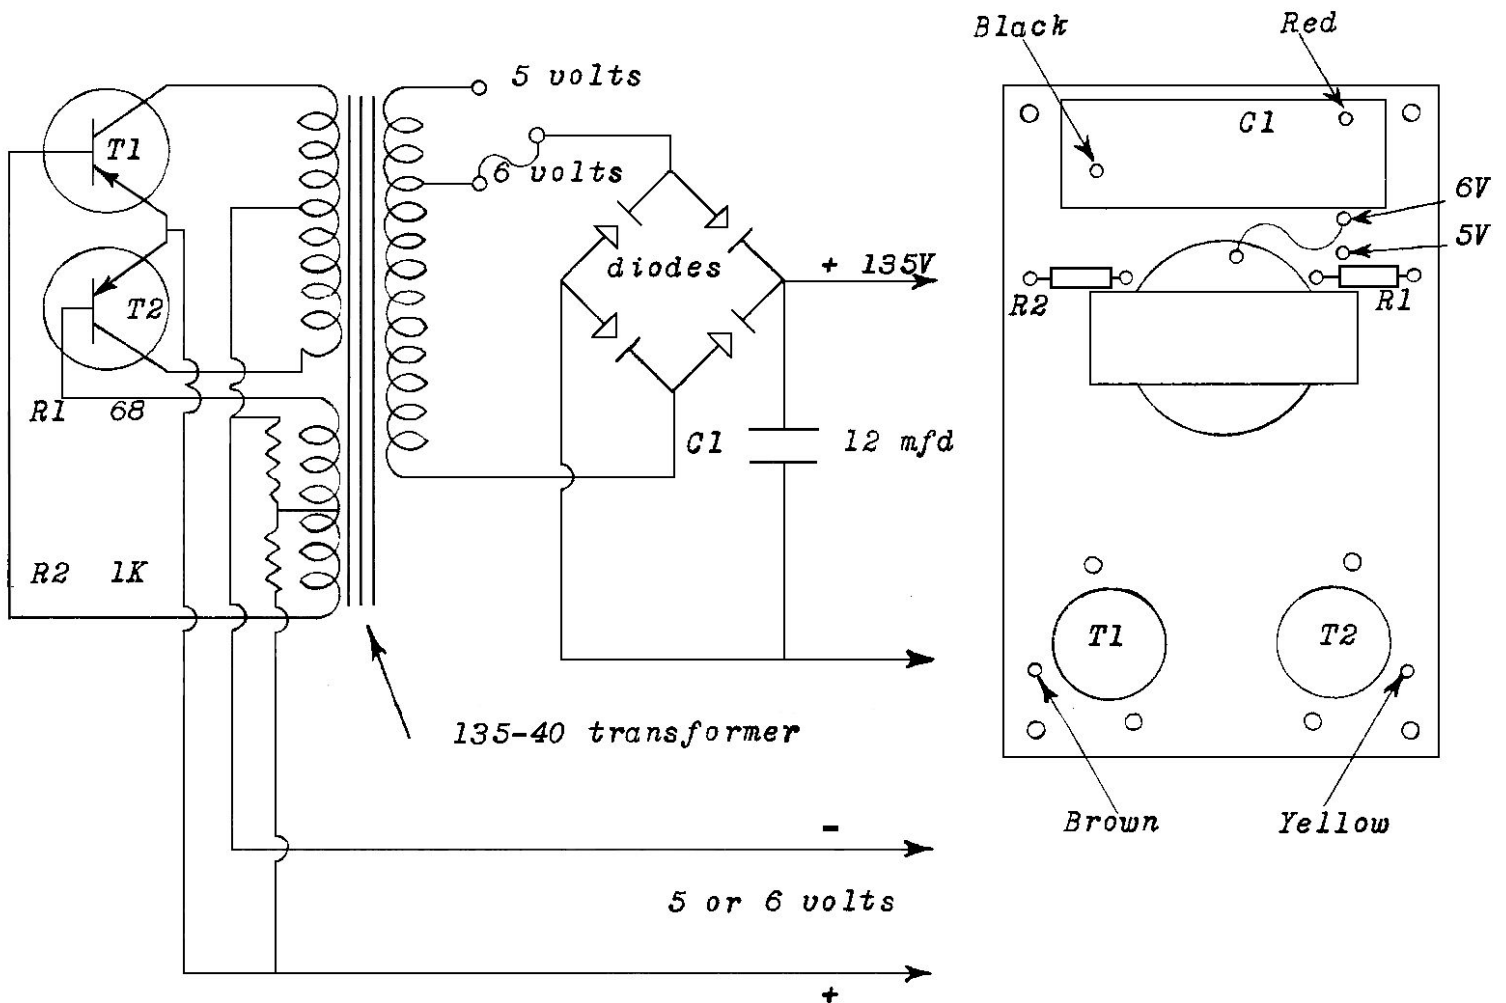 5 volts
6 volts
T1
T2
diodes
+ 135V
R1 68
C1 12 mfd
R2 1K
135-40 transformer
-
5 or 6 volts
+
Black
Red
C1
6V
5V
R2
R1
T1
T2
Brown
Yellow